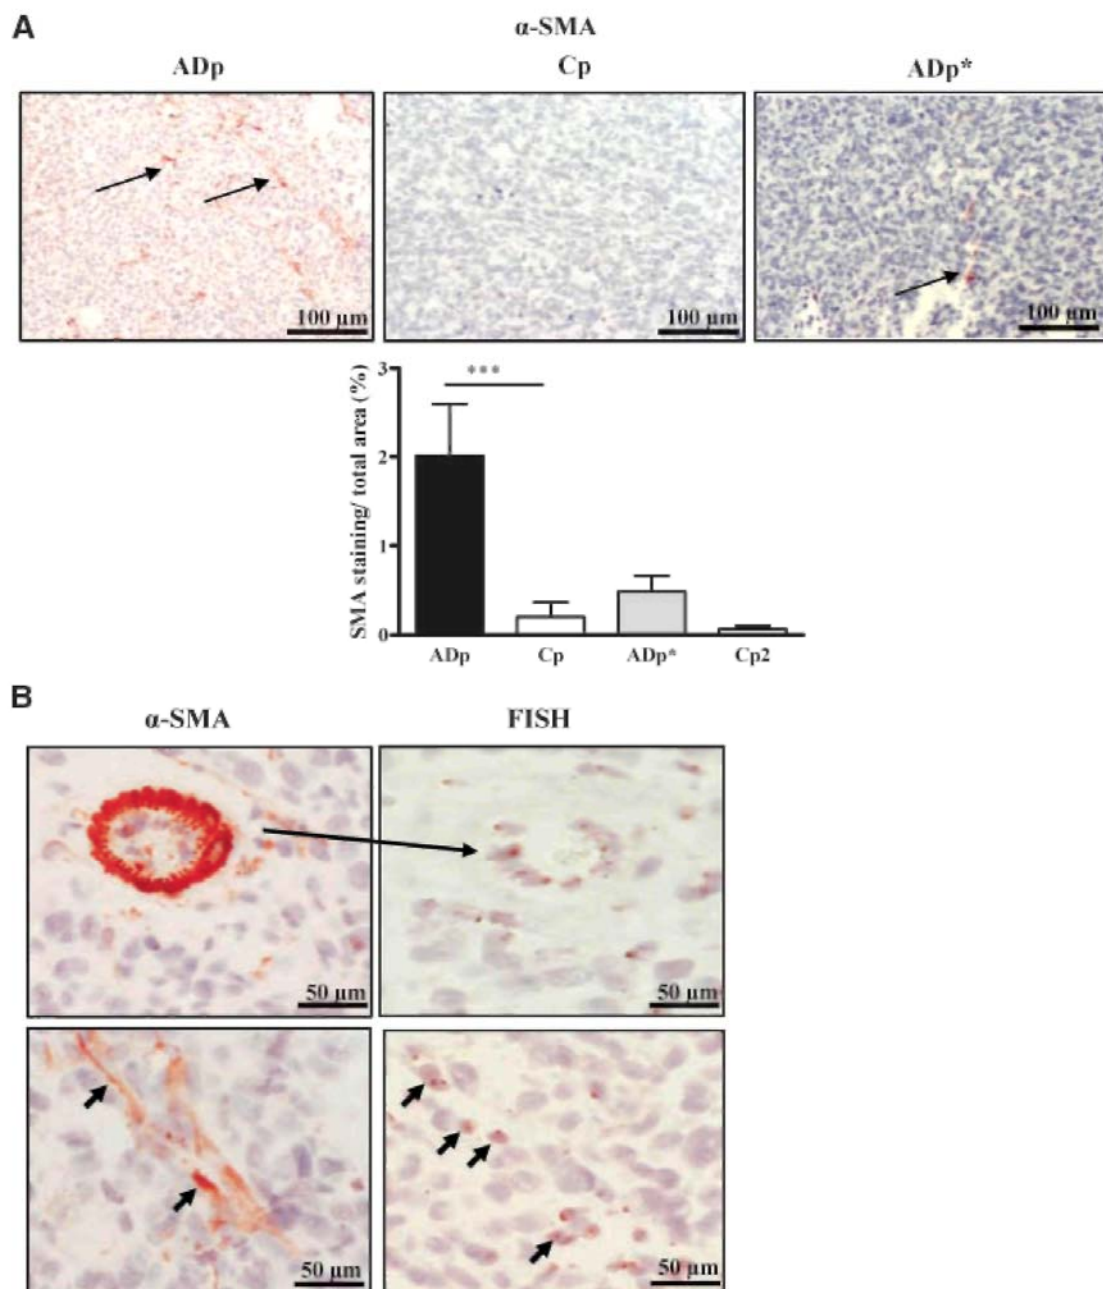 A
α-SMA
ADp
Cp
ADp*
100 µm
100 µm
100 µm
SMA staining/ total area (%)
3
2
1
0
***
ADp
Cp
ADp*
Cp2
B
α-SMA
FISH
50 µm
50 µm
50 µm
50 µm